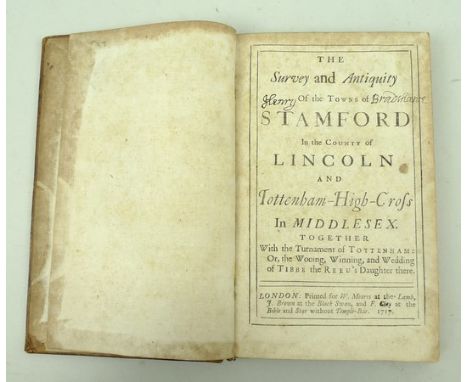 THE
Survey and Antiquity
Henry Of the Towns of
STAMFORD
In the County of
LINCOLN
AND
Tottenham-High-Cross
In MIDDLESEX.
TOGETHER
With the Turnament of TOTTENHAM:
Or, the Wooing, Winning, and Wedding
of TIBBE the REEU's Daughter there.
LONDON: Printed for W. Mears at the Lamb,
J. Brown at the Black Swan, and F. Clay at the
Bible and Star without Temple-Bar. 1717.